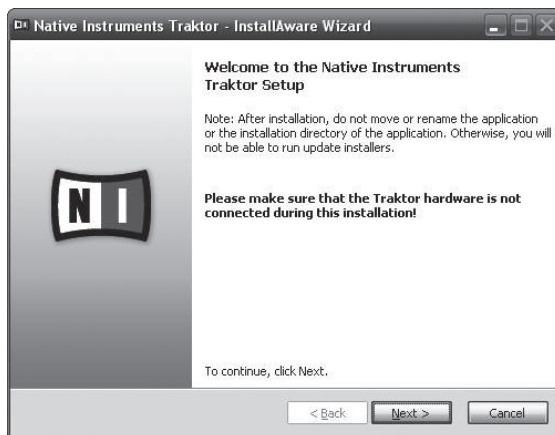 Native Instruments Traktor - InstallAware Wizard
Welcome to the Native Instruments
Traktor Setup
Note: After installation, do not move or rename the application
or the installation directory of the application. Otherwise, you will
not be able to run update installers.
Please make sure that the Traktor hardware is not
connected during this installation!
NI
To continue, click Next.
< Back
Next >
Cancel